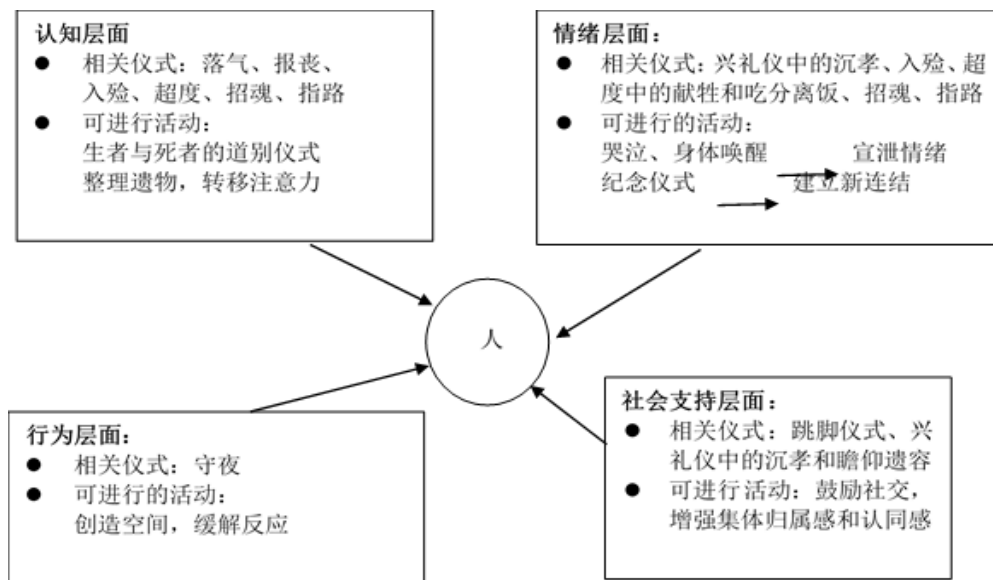 认知层面
● 相关仪式：落气、报丧、
入殓、超度、招魂、指路
● 可进行活动：
生者与死者的道别仪式
整理遗物，转移注意力
情绪层面：
● 相关仪式：兴礼仪中的沉孝、入殓、超
度中的献牲和吃分离饭、招魂、指路
● 可进行的活动：
哭泣、身体唤醒 宣泄情绪
纪念仪式 建立新连结
人
行为层面：
● 相关仪式：守夜
● 可进行的活动：
创造空间，缓解反应
社会支持层面：
● 相关仪式：跳脚仪式、兴
礼仪中的沉孝和瞻仰遗容
● 可进行活动：鼓励社交，
增强集体归属感和认同感